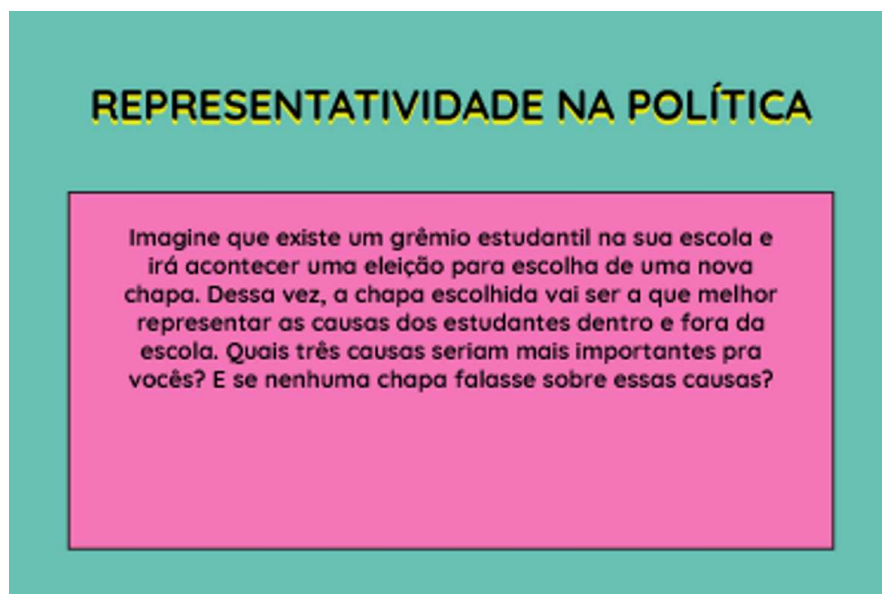 REPRESENTATIVIDADE NA POLÍTICA
Imagine que existe um grêmio estudantil na sua escola e
irá acontecer uma eleição para escolha de uma nova
chapa. Dessa vez, a chapa escolhida vai ser a que melhor
representar as causas dos estudantes dentro e fora da
escola. Quais três causas seriam mais importantes pra
vocês? E se nenhuma chapa falasse sobre essas causas?